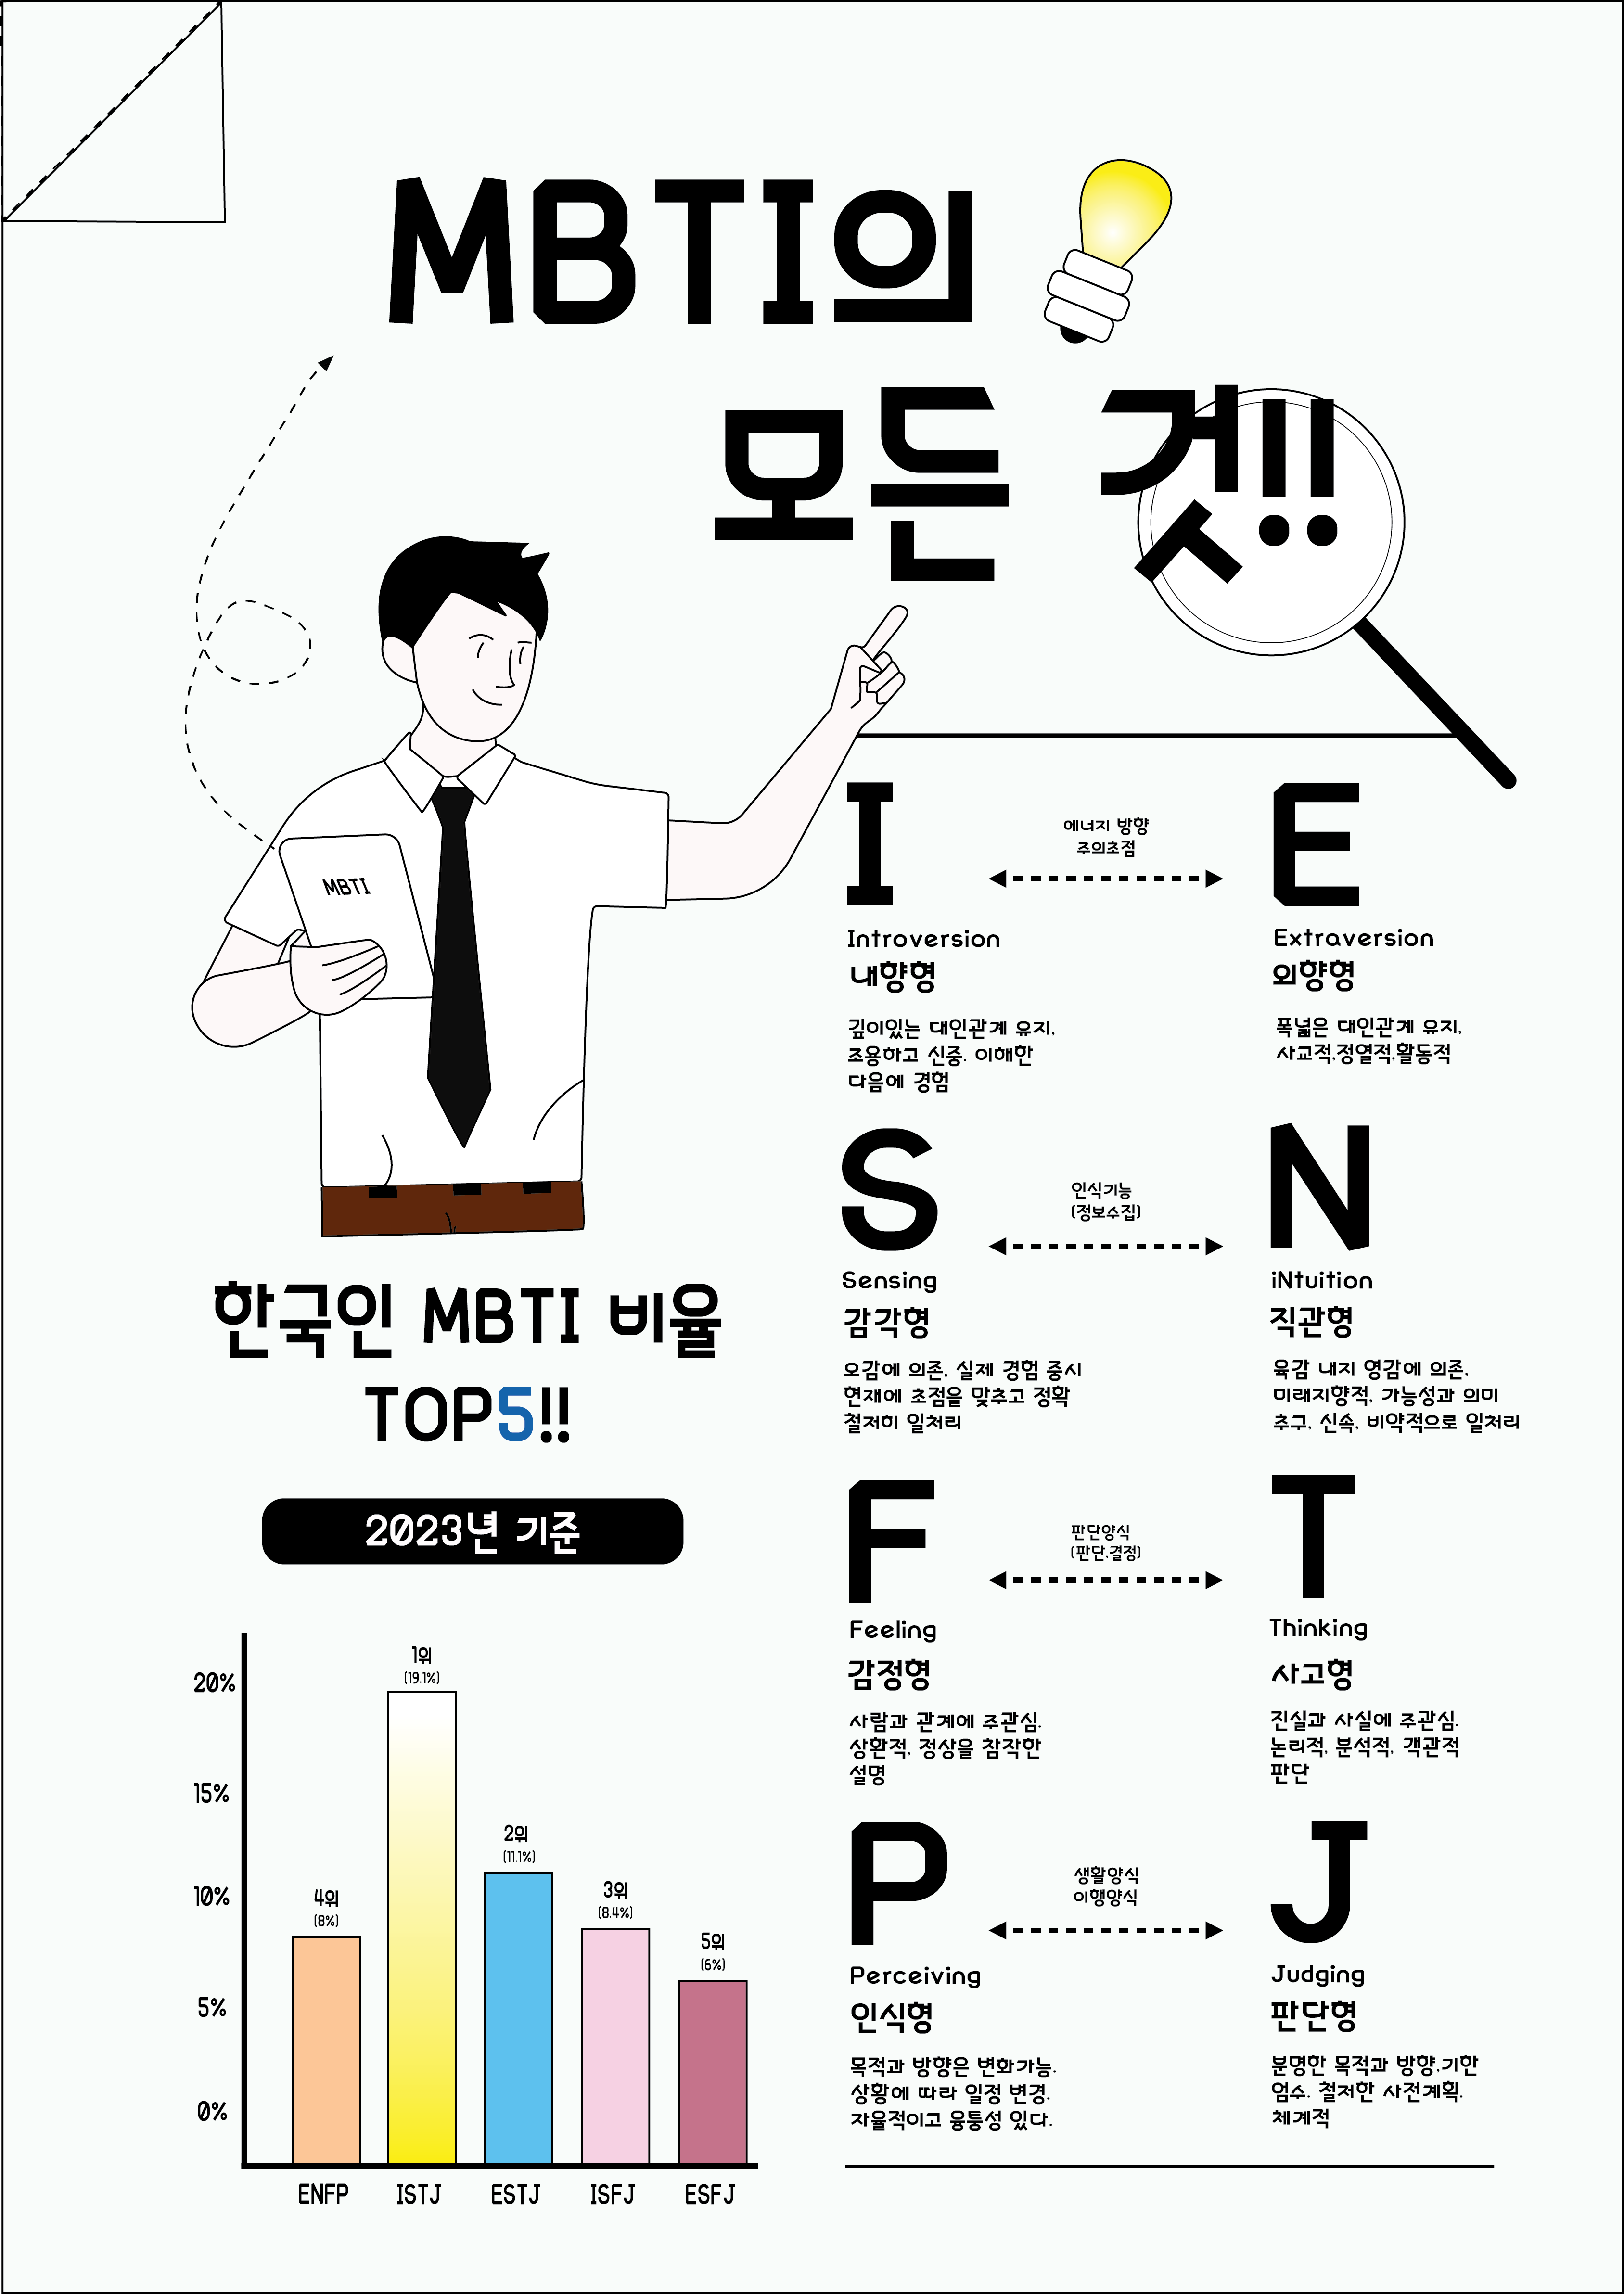 MBTI의
모든 것!!
MBTI
I
에너지 방향
주의초점
E
Introversion
내향형
깊이있는 대인관계 유지,
조용하고 신중. 이해한
다음에 경험
Extraversion
외향형
폭넓은 대인관계 유지,
사교적,정열적,활동적
S
인식기능
(정보수집)
N
Sensing
감각형
오감에 의존, 실제 경험 중시
현재에 초점을 맞추고 정확
철저히 일처리
iNtuition
직관형
육감 내지 영감에 의존,
미래지향적, 가능성과 의미
추구, 신속, 비약적으로 일처리
F
판단양식
(판단,결정)
T
Feeling
감정형
사람과 관계에 주관심.
상환적, 정상을 참작한
설명
Thinking
사고형
진실과 사실에 주관심.
논리적, 분석적, 객관적
판단
P
생활양식
이행양식
J
Perceiving
인식형
목적과 방향은 변화가능.
상황에 따라 일정 변경.
자율적이고 융통성 있다.
Judging
판단형
분명한 목적과 방향,기한
엄수. 철저한 사전계획.
체계적
한국인 MBTI 비율
TOP5!!
2023년 기준
20%
15%
10%
5%
0%
4위
(8%)
1위
(19.1%)
2위
(11.1%)
3위
(8.4%)
5위
(6%)
ENFP ISTJ ESTJ ISFJ ESFJ